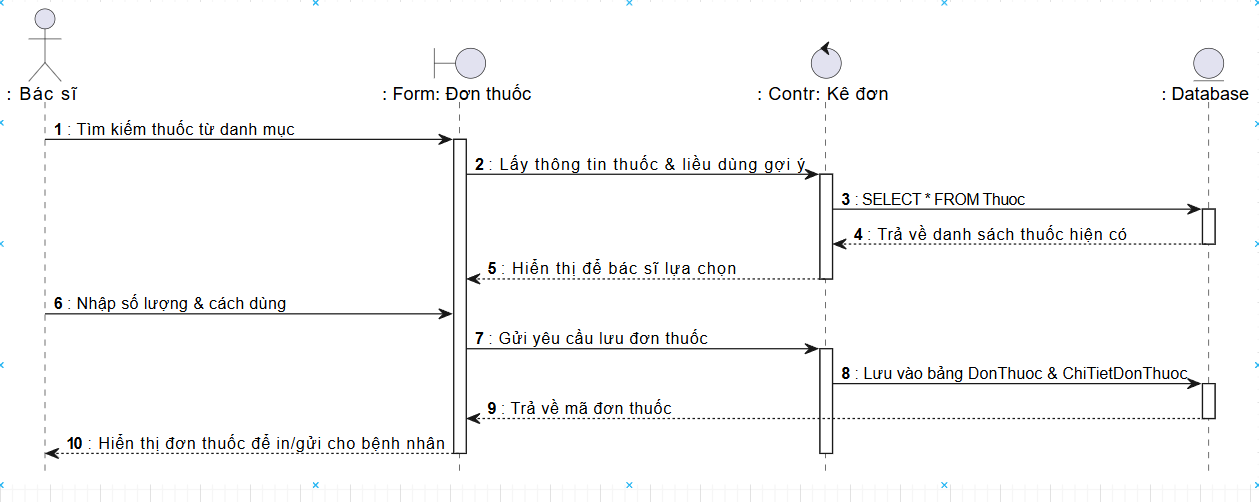 : Bác sĩ
: Form: Đơn thuốc
: Contr: Kê đơn
: Database
1 : Tìm kiếm thuốc từ danh mục
2 : Lấy thông tin thuốc & liều dùng gợi ý
3 : SELECT * FROM Thuoc
4 : Trả về danh sách thuốc hiện có
5 : Hiển thị để bác sĩ lựa chọn
6 : Nhập số lượng & cách dùng
7 : Gửi yêu cầu lưu đơn thuốc
8 : Lưu vào bảng DonThuoc & ChiTietDonThuoc
9 : Trả về mã đơn thuốc
10 : Hiển thị đơn thuốc để in/gửi cho bệnh nhân